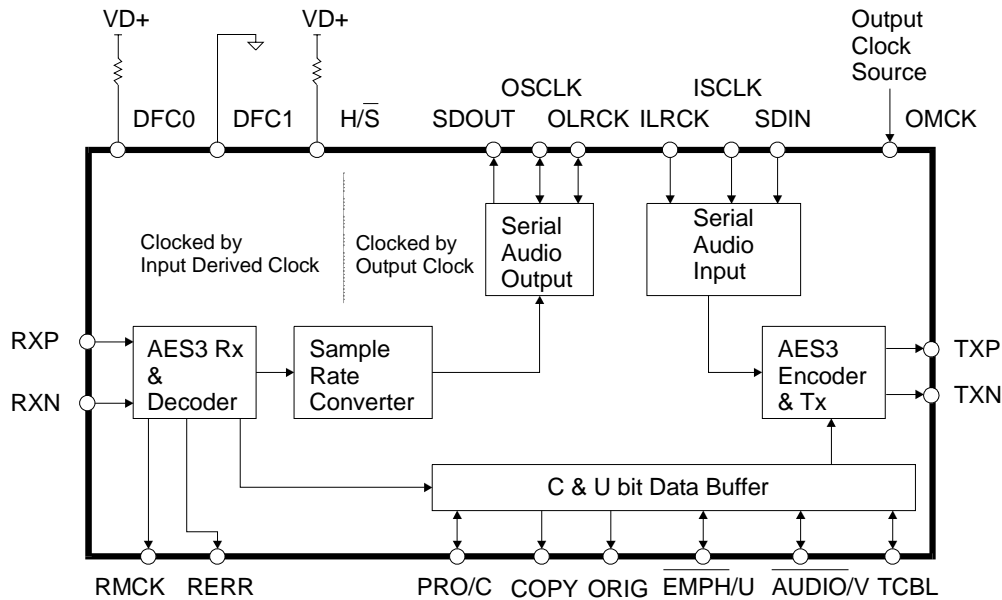 VD+
VD+
Output
Clock
Source
DFC0
DFC1
H/S̅
SDOUT
OSCLK
OLRCK
ILRCK
ISCLK
SDIN
OMCK
Clocked by
Input Derived Clock
Clocked by
Output Clock
Serial
Audio
Output
Serial
Audio
Input
RXP
RXN
AES3 Rx
&
Decoder
Sample
Rate
Converter
AES3
Encoder
& Tx
TXP
TXN
C & U bit Data Buffer
RMCK
RERR
PRO/C
COPY
ORIG
E̅M̅P̅H̅/U
A̅U̅D̅I̅O̅/V
TCBL